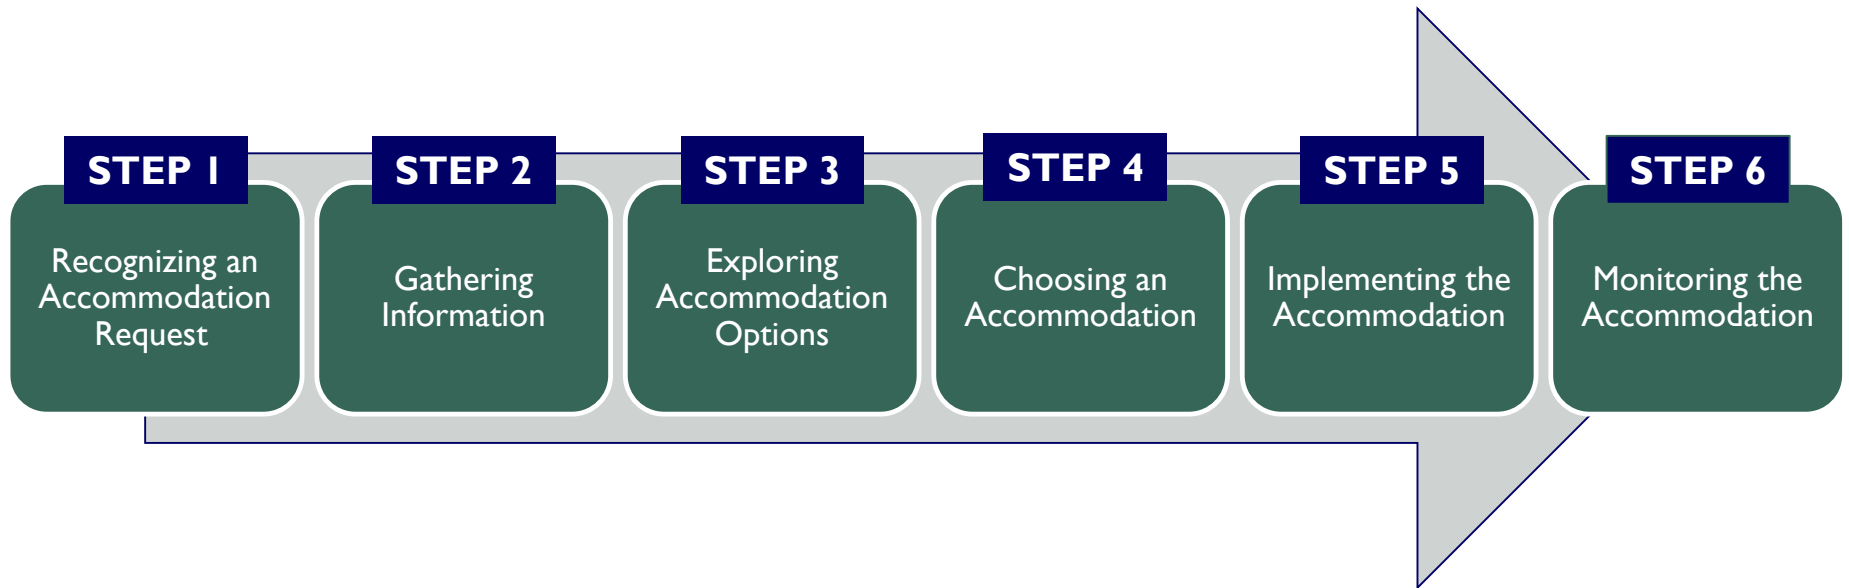 STEP 1
Recognizing an
Accommodation
Request
STEP 2
Gathering
Information
STEP 3
Exploring
Accommodation
Options
STEP 4
Choosing an
Accommodation
STEP 5
Implementing the
Accommodation
STEP 6
Monitoring the
Accommodation